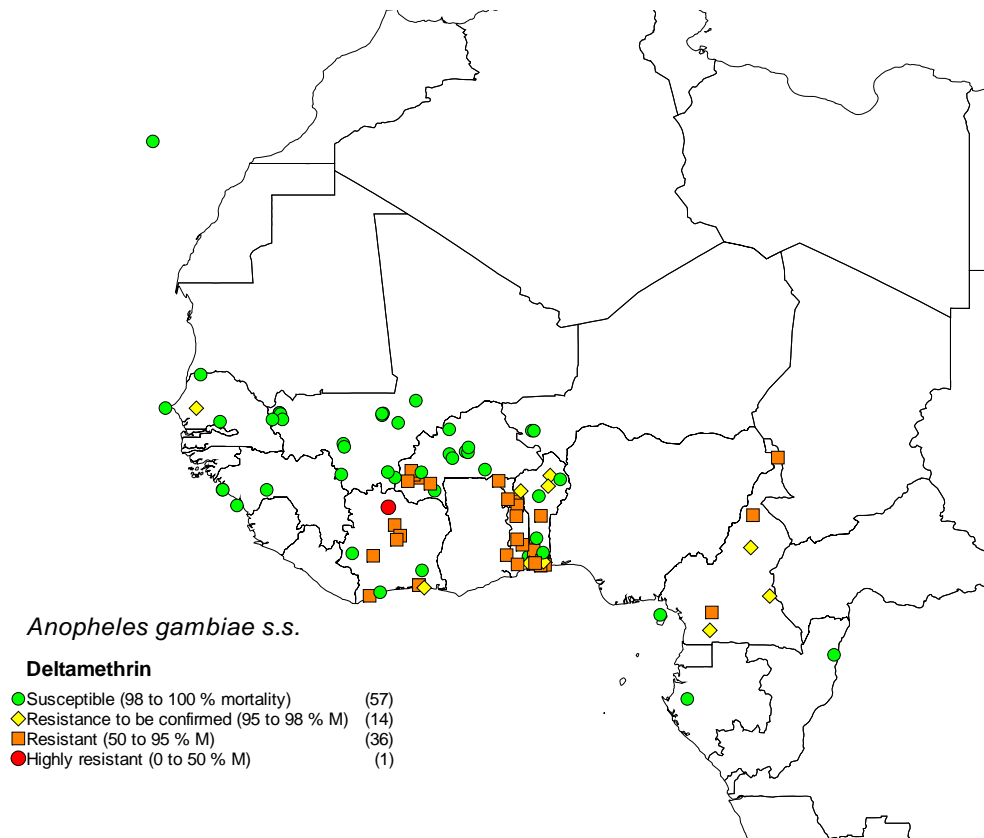 Anopheles gambiae s.s.
Deltamethrin
Susceptible (98 to 100 % mortality) (57)
Resistance to be confirmed (95 to 98 % M) (14)
Resistant (50 to 95 % M) (36)
Highly resistant (0 to 50 % M) (1)